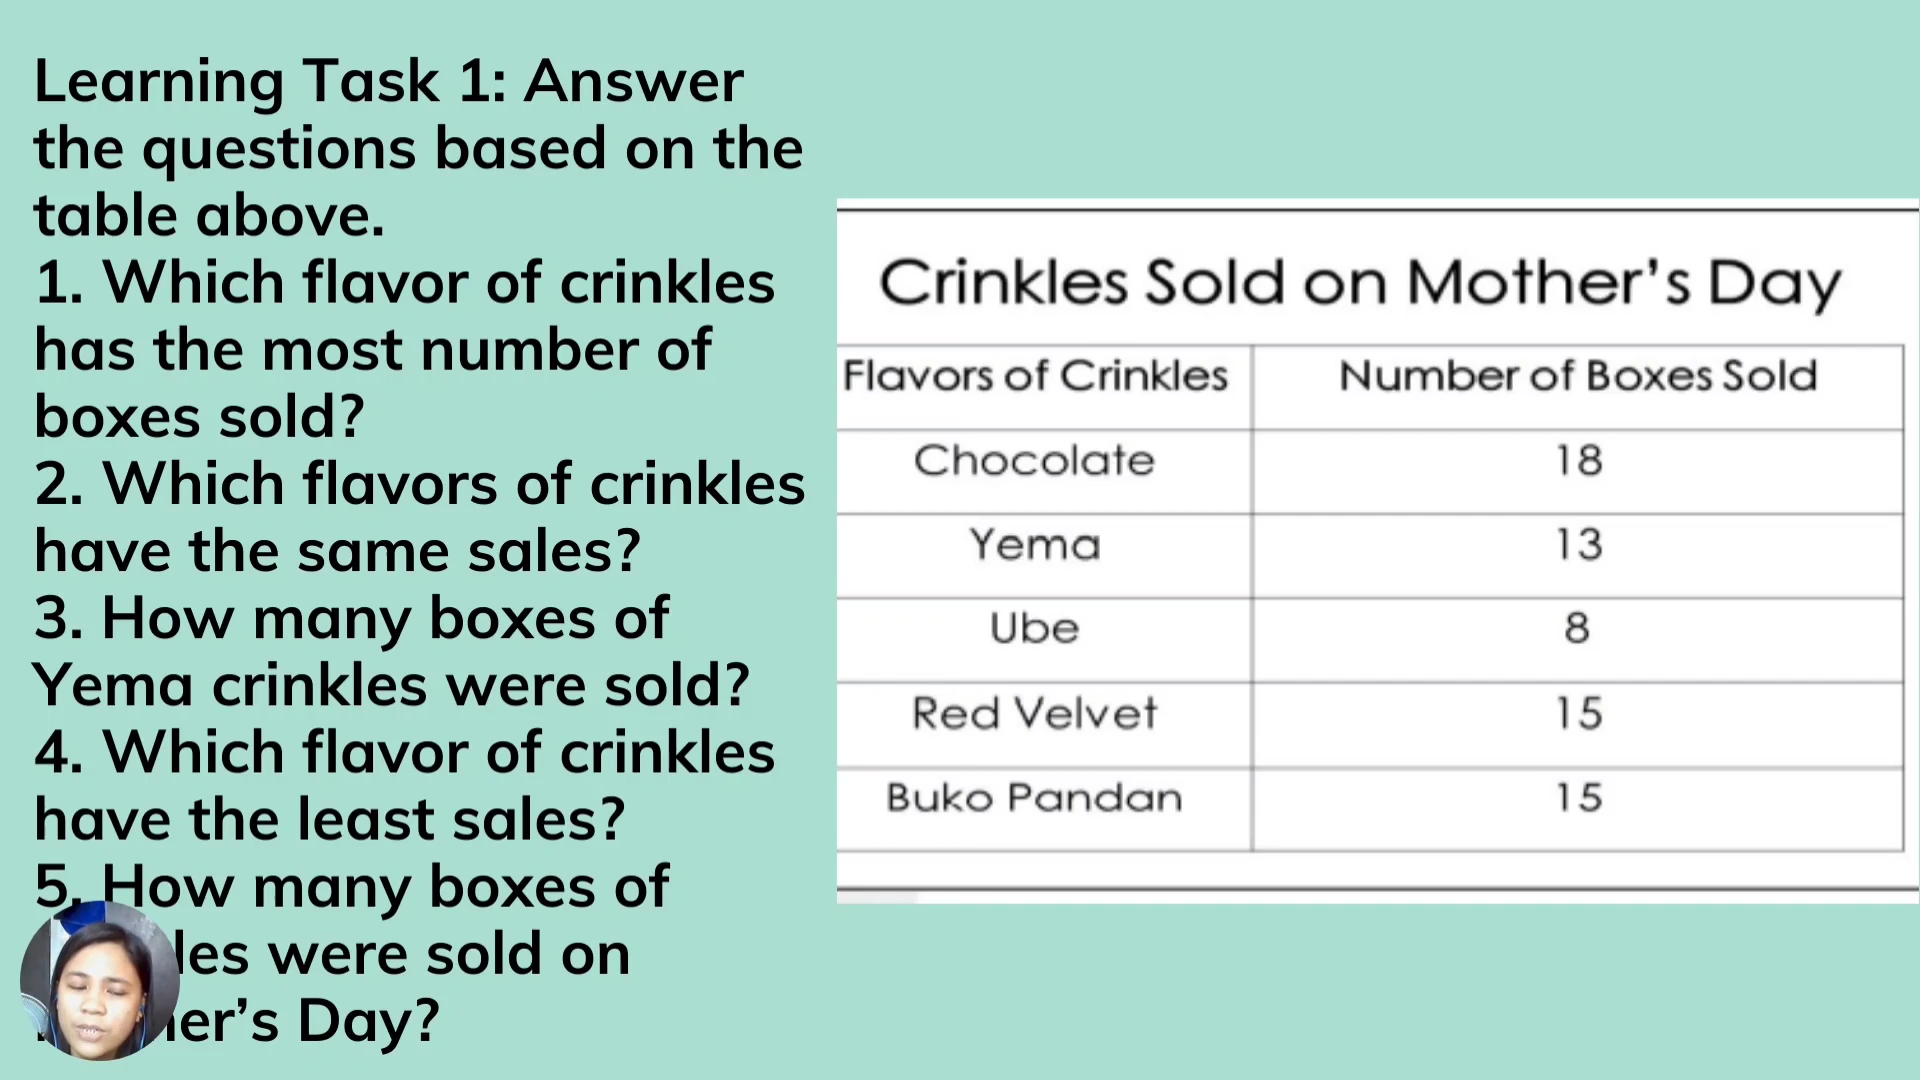 Learning Task 1: Answer
the questions based on the
table above.
1. Which flavor of crinkles
has the most number of
boxes sold?
2. Which flavors of crinkles
have the same sales?
3. How many boxes of
Yema crinkles were sold?
4. Which flavor of crinkles
have the least sales?
5. How many boxes of
were sold on
Day?
Crinkles Sold on Mother's Day
Flavors of Crinkles Number of Boxes Sold
Chocolate 18
Yema 13
Ube 8
Red Velvet 15
Buko Pandan 15